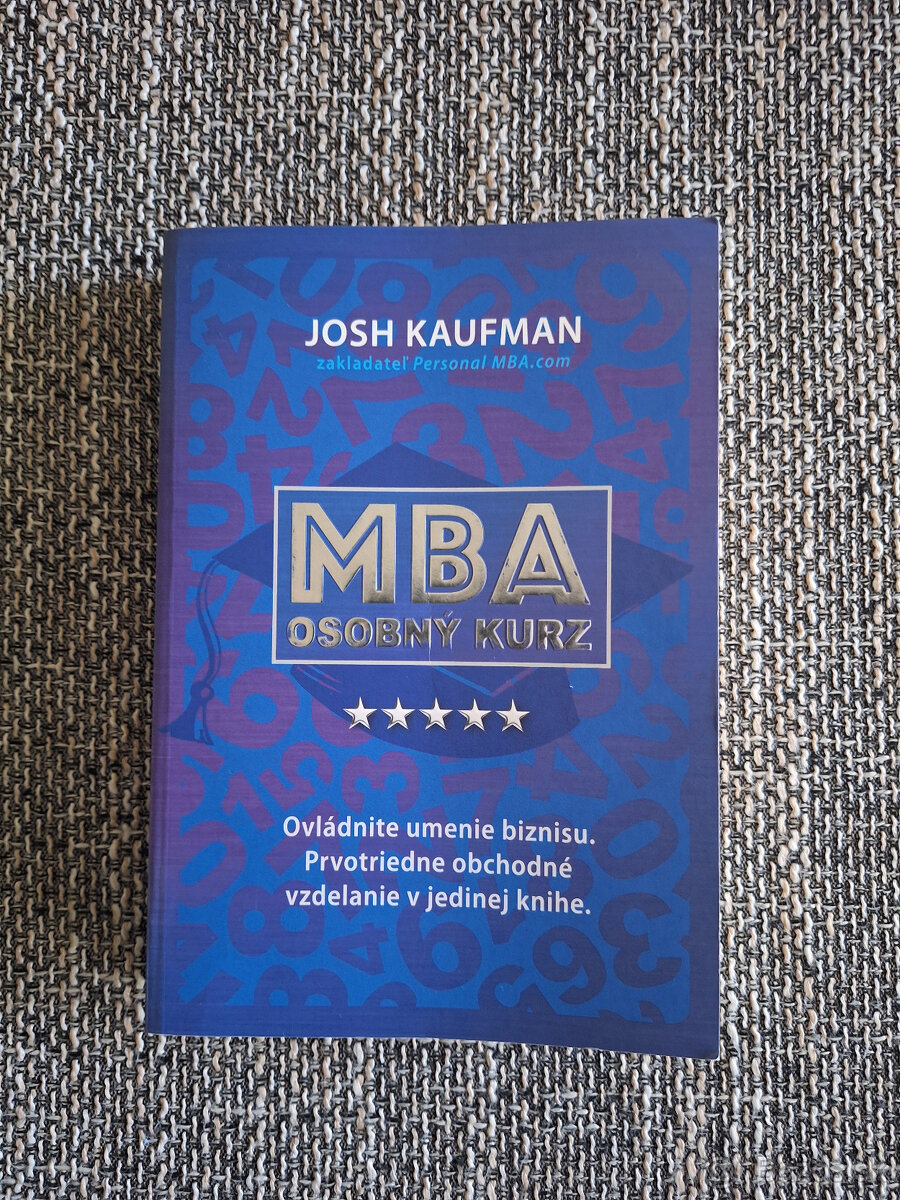 JOSH KAUFMAN
zakladateľ Personal MBA.com
MBA
OSOBNÝ KURZ
Ovládnite umenie biznisu.
Prvotriedne obchodné
vzdelanie v jedinej knihe.